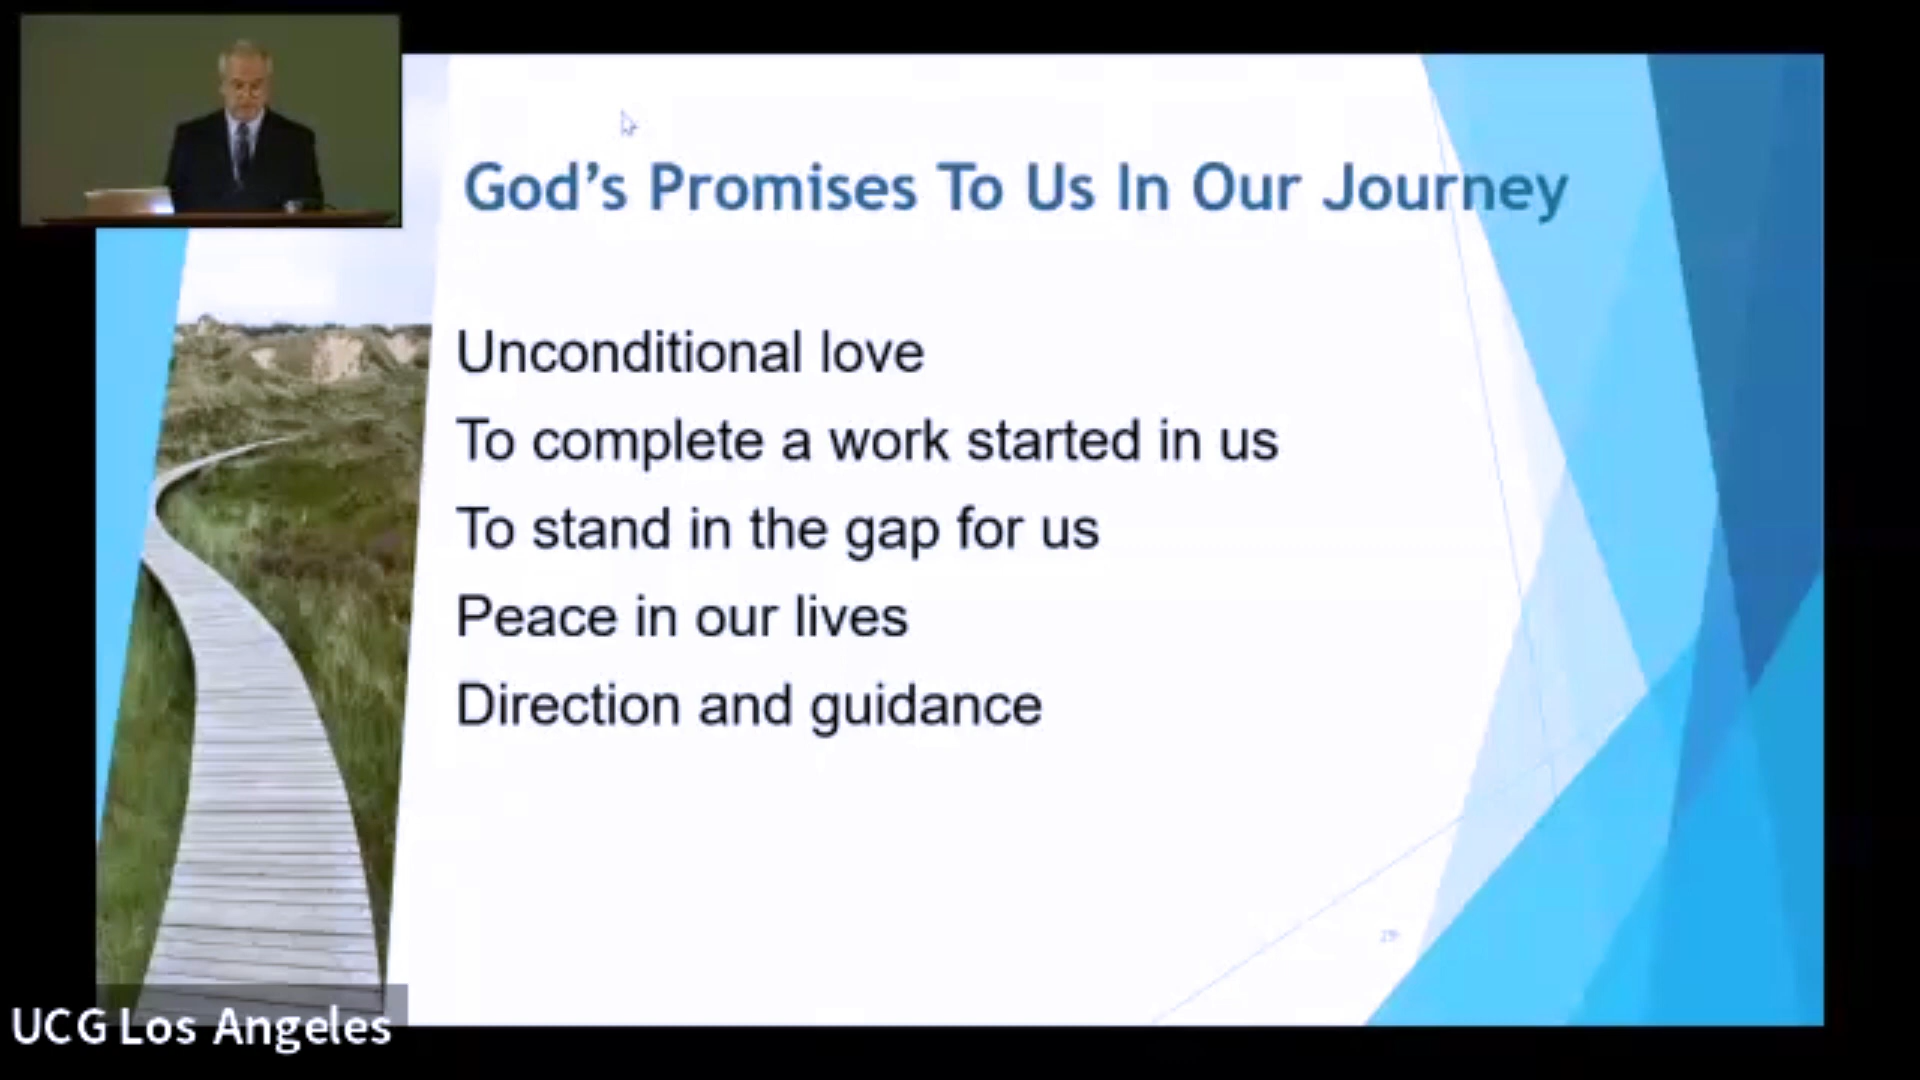 God's Promises To Us In Our Journey
Unconditional love
To complete a work started in us
To stand in the gap for us
Peace in our lives
Direction and guidance
UCG Los Angeles